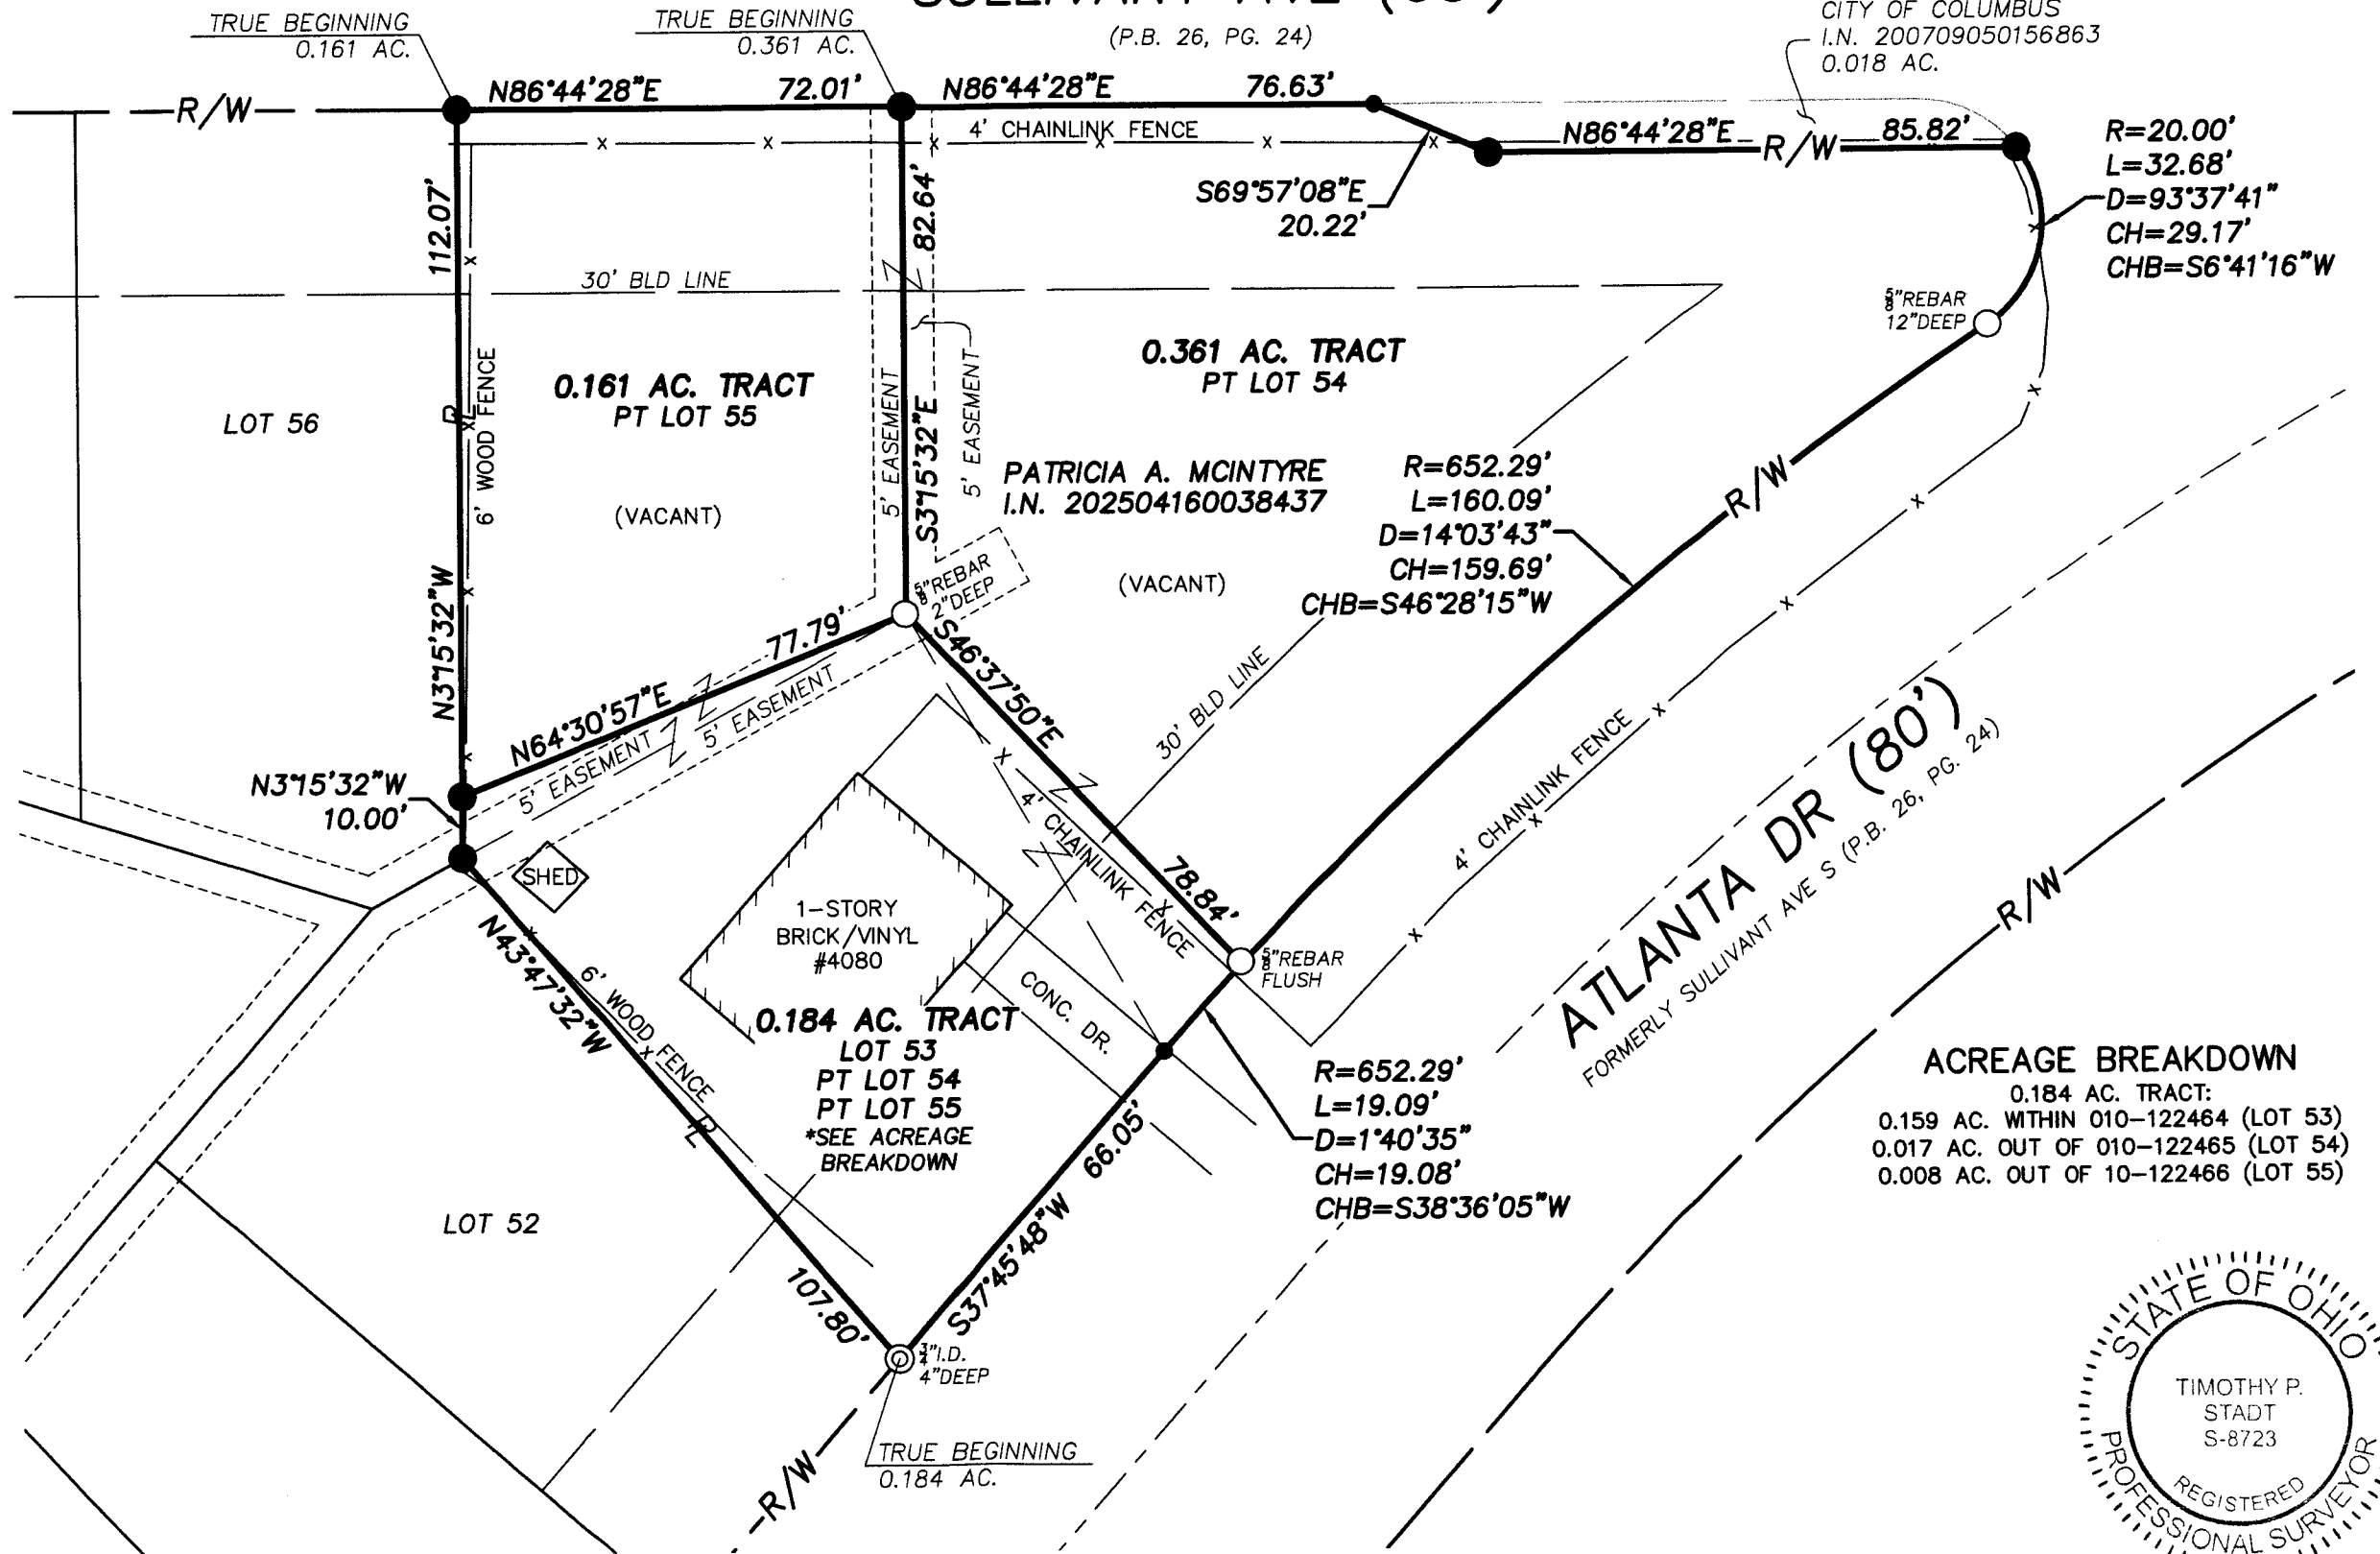 TRUE BEGINNING
0.161 AC.
TRUE BEGINNING
0.361 AC.
(P.B. 26, PG. 24)
CITY OF COLUMBUS
I.N. 200709050156863
0.018 AC.
R/W
N86°44'28"E 72.01'
N86°44'28"E 76.63'
4' CHAINLINK FENCE
S69°57'08"E
20.22'
N86°44'28"E
R/W
85.82'
R=20.00'
L=32.68'
D=93°37'41"
CH=29.17'
CHB=S6°41'16"W
⅝"REBAR
12"DEEP
112.07'
N3°15'32"W
6' WOOD FENCE
30' BLD LINE
82.64'
S3°15'32"E
5' EASEMENT
5' EASEMENT
LOT 56
0.161 AC. TRACT
PT LOT 55
(VACANT)
0.361 AC. TRACT
PT LOT 54
PATRICIA A. MCINTYRE
I.N. 202504160038437
(VACANT)
R=652.29'
L=160.09'
D=14°03'43"
CH=159.69'
CHB=S46°28'15"W
R/W
⅝"REBAR
2"DEEP
77.79'
N64°30'57"E
5' EASEMENT
5' EASEMENT
N3°15'32"W
10.00'
S46°37'50"E
78.84'
30' BLD LINE
4' CHAINLINK FENCE
4' CHAINLINK FENCE
ATLANTA DR (80')
FORMERLY SULLIVANT AVE S (P.B. 26, PG. 24)
R/W
SHED
1-STORY
BRICK/VINYL
#4080
CONC. DR.
⅝"REBAR
FLUSH
N43°47'32"W
107.80'
6' WOOD FENCE
PL
0.184 AC. TRACT
LOT 53
PT LOT 54
PT LOT 55
*SEE ACREAGE
BREAKDOWN
S37°45'48"W 66.05'
R=652.29'
L=19.09'
D=1°40'35"
CH=19.08'
CHB=S38°36'05"W
ACREAGE BREAKDOWN
0.184 AC. TRACT:
0.159 AC. WITHIN 010-122464 (LOT 53)
0.017 AC. OUT OF 010-122465 (LOT 54)
0.008 AC. OUT OF 10-122466 (LOT 55)
LOT 52
¾"I.D.
4"DEEP
TRUE BEGINNING
0.184 AC.
R/W
STATE OF OHIO
TIMOTHY P.
STADT
S-8723
REGISTERED
PROFESSIONAL SURVEYOR